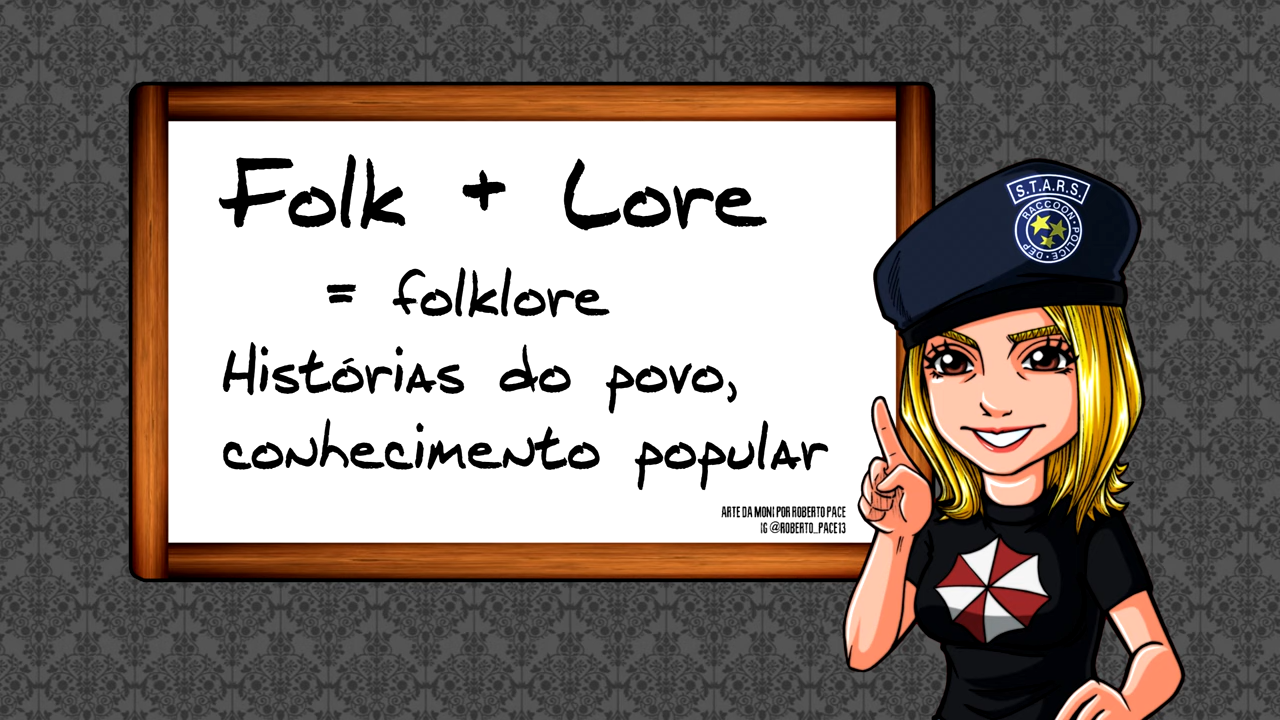 Folk + Lore
= folklore
Histórias do povo,
conhecimento popular
ARTE DA MONI POR ROBERTO PACE
IG @ROBERTO_PACE13
S.T.A.R.S.
RACCOON · POLICE · DEP